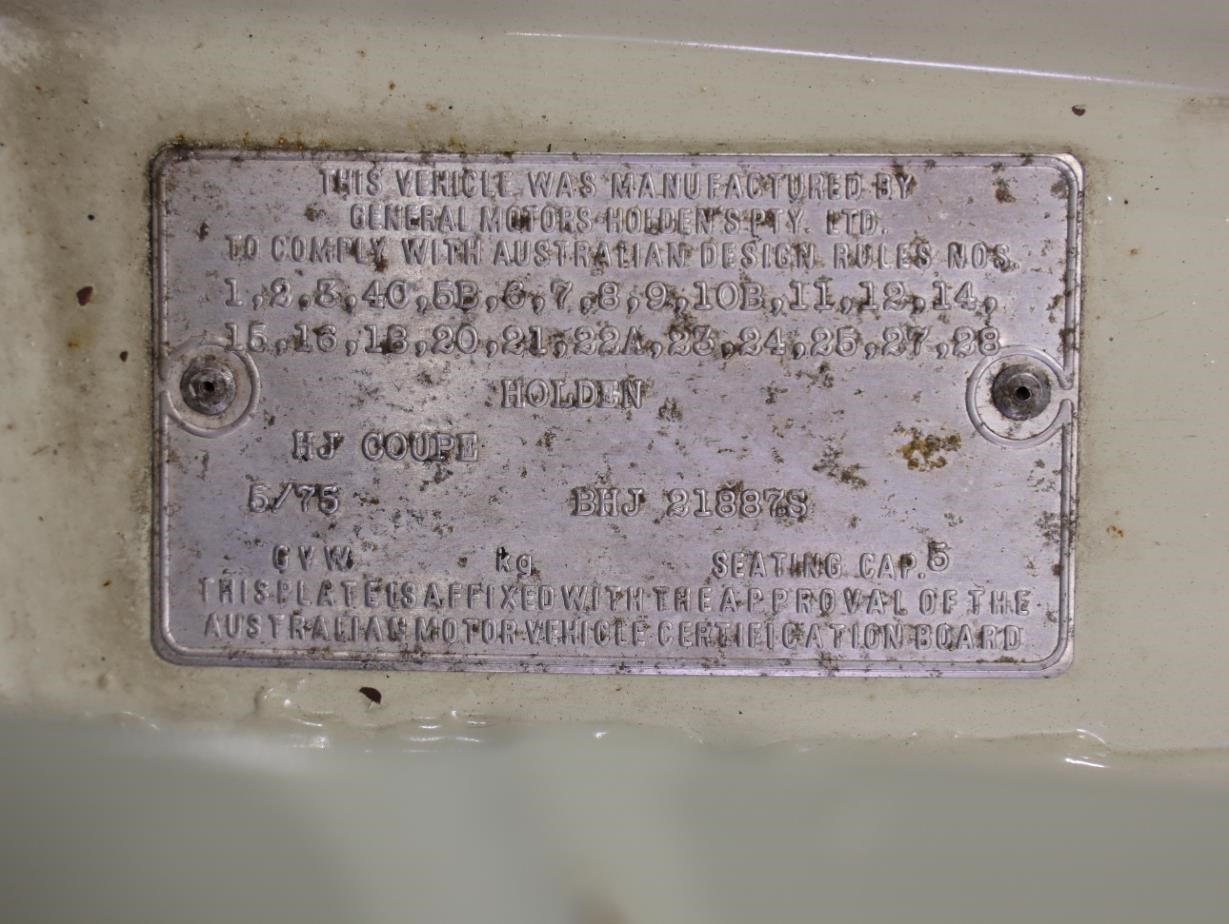 THIS VEHICLE WAS MANUFACTURED BY
GENERAL MOTORS-HOLDEN'S PTY. LTD.
TO COMPLY WITH AUSTRALIAN DESIGN RULES NOS.
1,2,3,4C,5B,6,7,8,9,10B,11,12,14,
15,16,18,20,21,22A,23,24,25,27,28
HOLDEN
HJ COUPE
5/75 BHJ 21887S
GVW kg SEATING CAP. 5
THIS PLATE IS AFFIXED WITH THE APPROVAL OF THE
AUSTRALIAN MOTOR VEHICLE CERTIFICATION BOARD